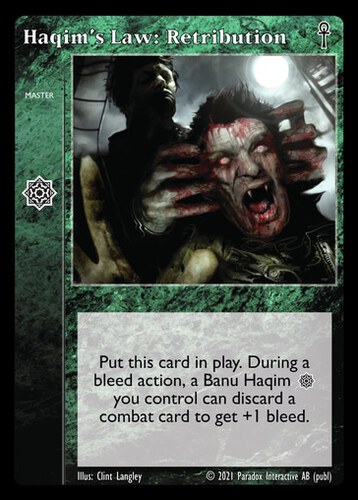 Haqim's Law: Retribution
MASTER
Put this card in play. During a
bleed action, a Banu Haqim
you control can discard a
combat card to get +1 bleed.
Illus: Clint Langley © 2021 Paradox Interactive AB (publ)